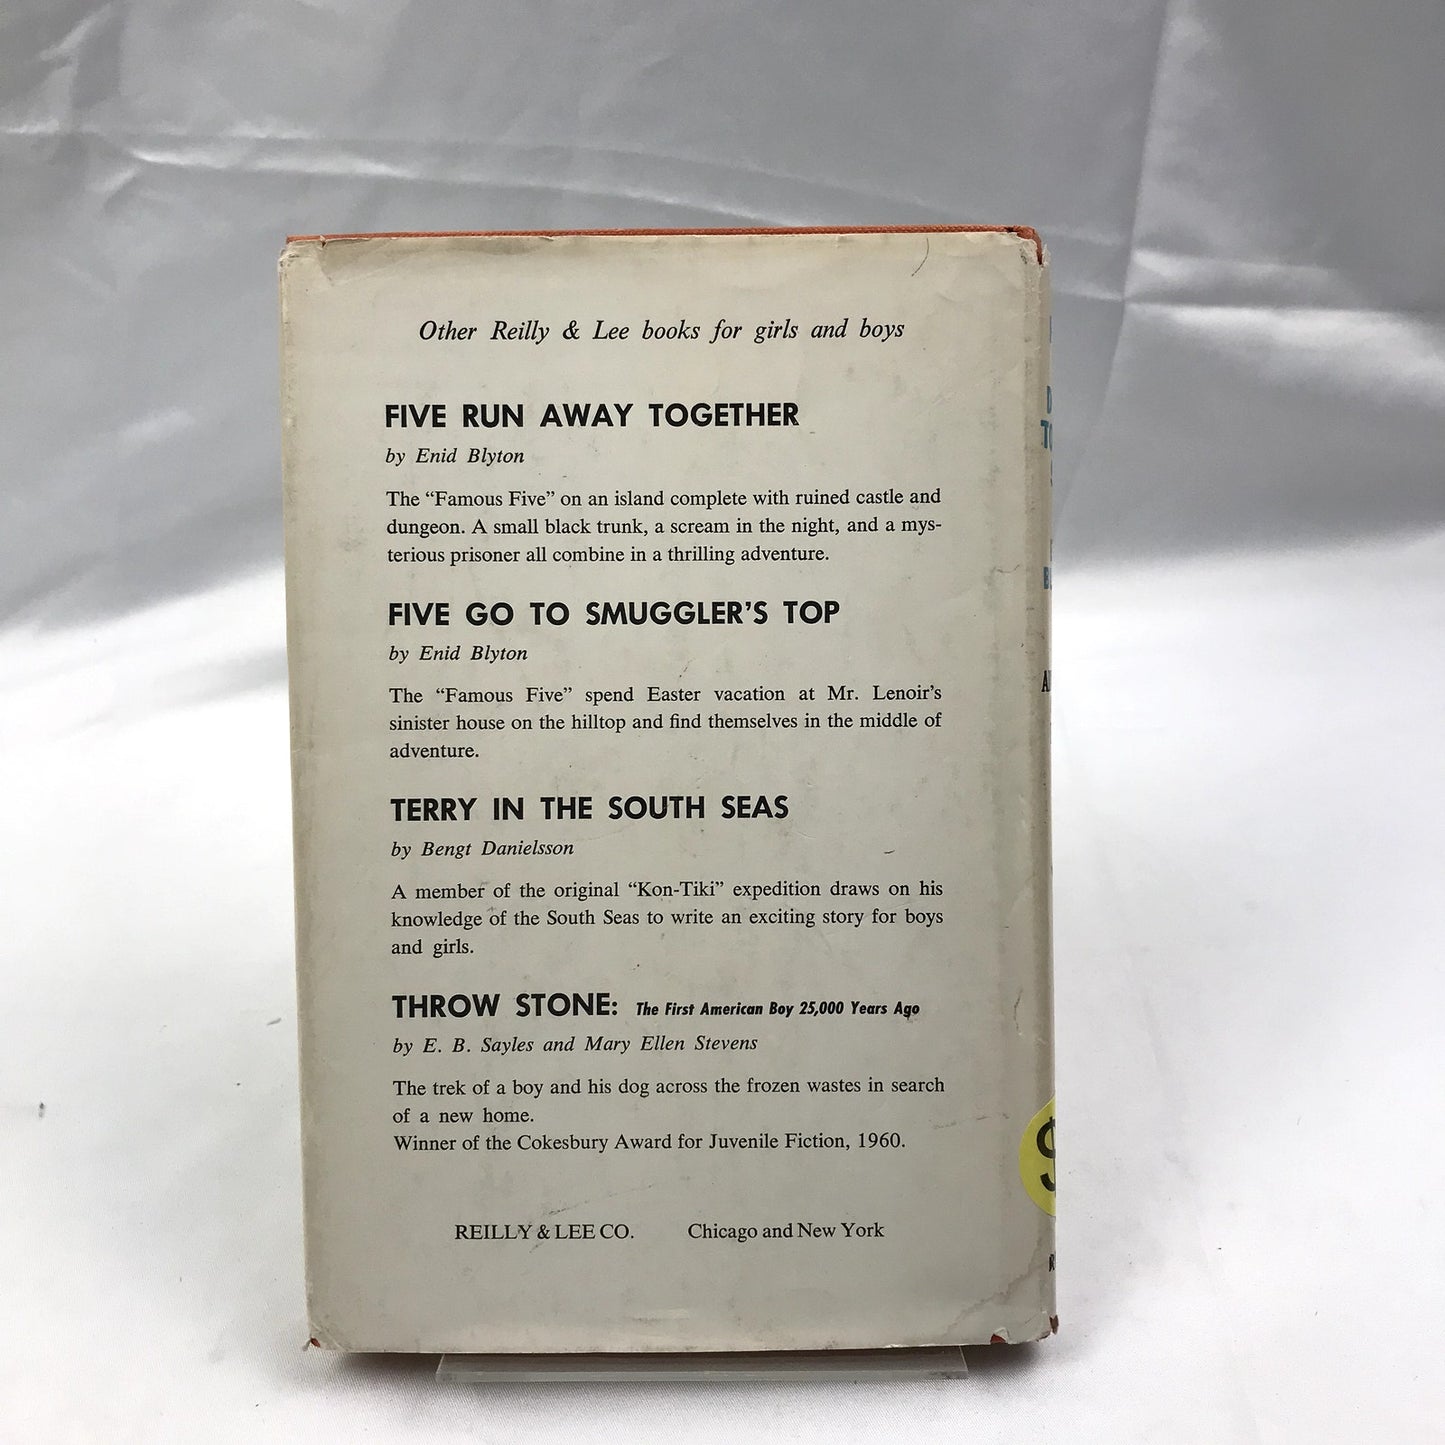 Other Reilly & Lee books for girls and boys
FIVE RUN AWAY TOGETHER
by Enid Blyton
The “Famous Five” on an island complete with ruined castle and
dungeon. A small black trunk, a scream in the night, and a mys-
terious prisoner all combine in a thrilling adventure.
FIVE GO TO SMUGGLER’S TOP
by Enid Blyton
The “Famous Five” spend Easter vacation at Mr. Lenoir’s
sinister house on the hilltop and find themselves in the middle of
adventure.
TERRY IN THE SOUTH SEAS
by Bengt Danielsson
A member of the original “Kon-Tiki” expedition draws on his
knowledge of the South Seas to write an exciting story for boys
and girls.
THROW STONE: The First American Boy 25,000 Years Ago
by E. B. Sayles and Mary Ellen Stevens
The trek of a boy and his dog across the frozen wastes in search
of a new home.
Winner of the Cokesbury Award for Juvenile Fiction, 1960.
REILLY & LEE CO. Chicago and New York
$